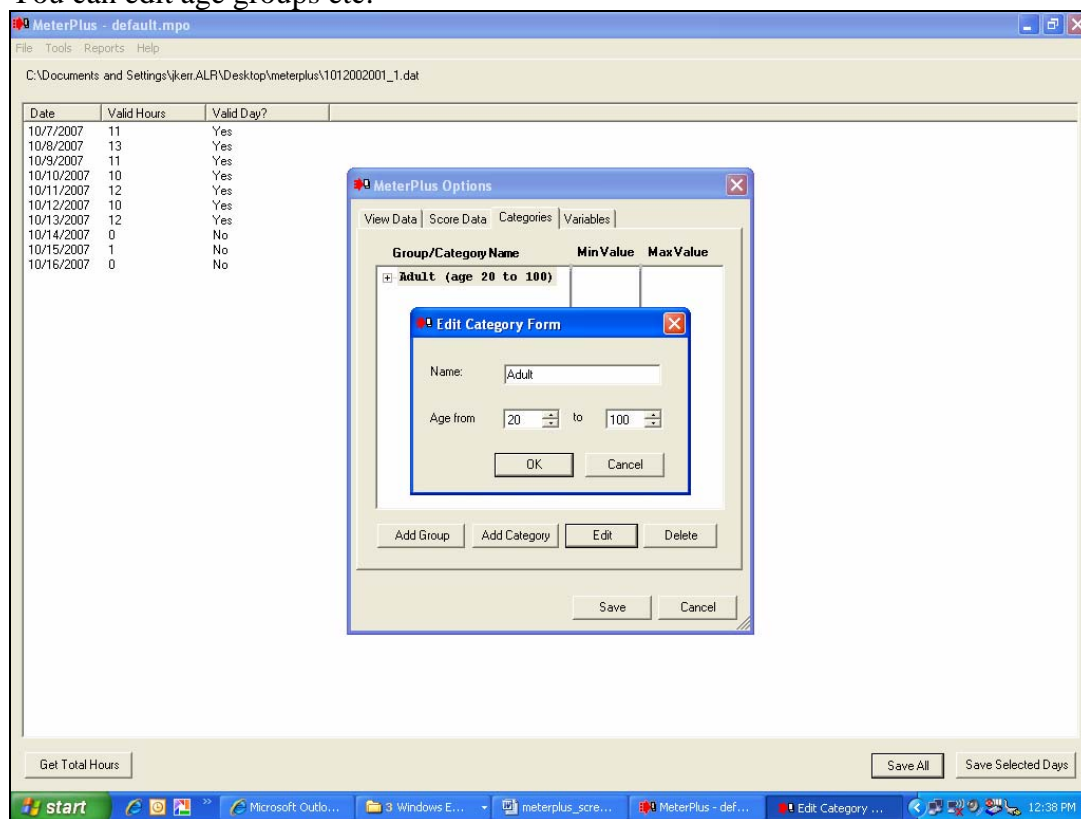 You can edit age groups etc.
MeterPlus - default.mpo
File Tools Reports Help
C:\Documents and Settings\jkerr.ALR\Desktop\meterplus\1012002001_1.dat
Date Valid Hours Valid Day?
10/7/2007 11 Yes
10/8/2007 13 Yes
10/9/2007 11 Yes
10/10/2007 10 Yes
10/11/2007 12 Yes
10/12/2007 10 Yes
10/13/2007 12 Yes
10/14/2007 0 No
10/15/2007 1 No
10/16/2007 0 No
MeterPlus Options
View Data Score Data Categories Variables
Group/Category Name Min Value Max Value
Adult (age 20 to 100)
Edit Category Form
Name: Adult
Age from 20 to 100
OK Cancel
Add Group Add Category Edit Delete
Save Cancel
Get Total Hours Save All Save Selected Days
start Microsoft Outlo... 3 Windows E... meterplus_scre... MeterPlus - def... Edit Category ... 12:38 PM